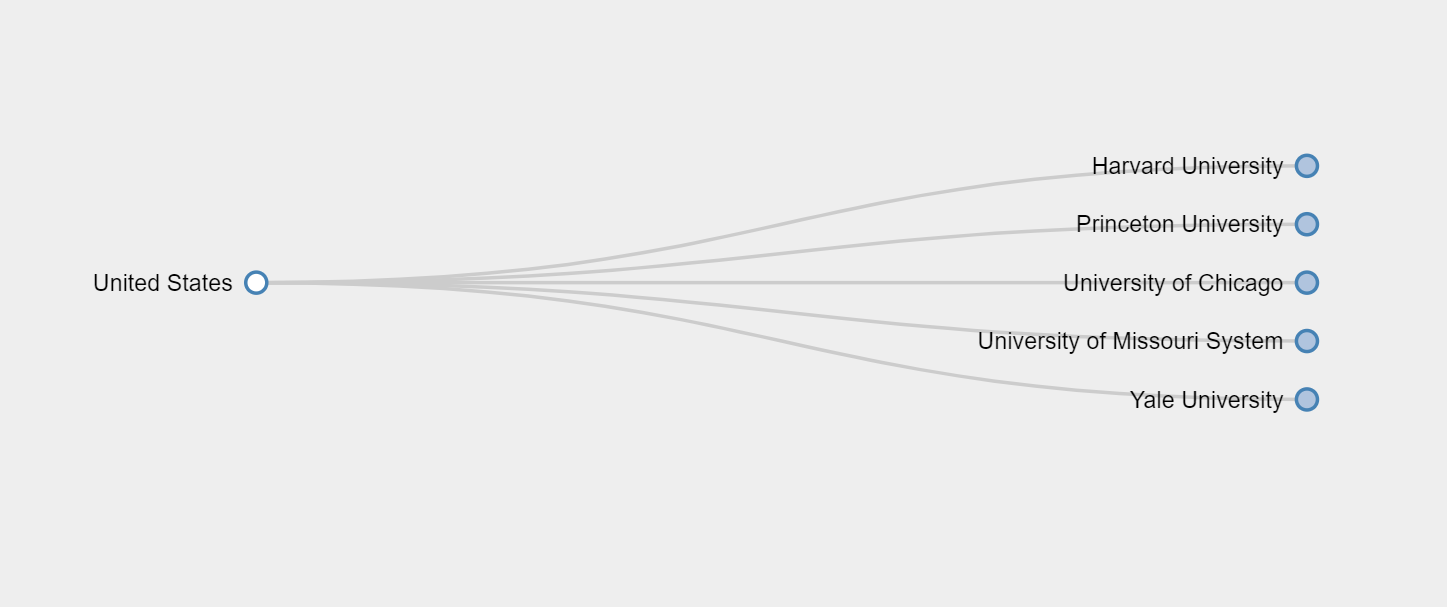 Harvard University
Princeton University
United States
University of Chicago
University of Missouri System
Yale University